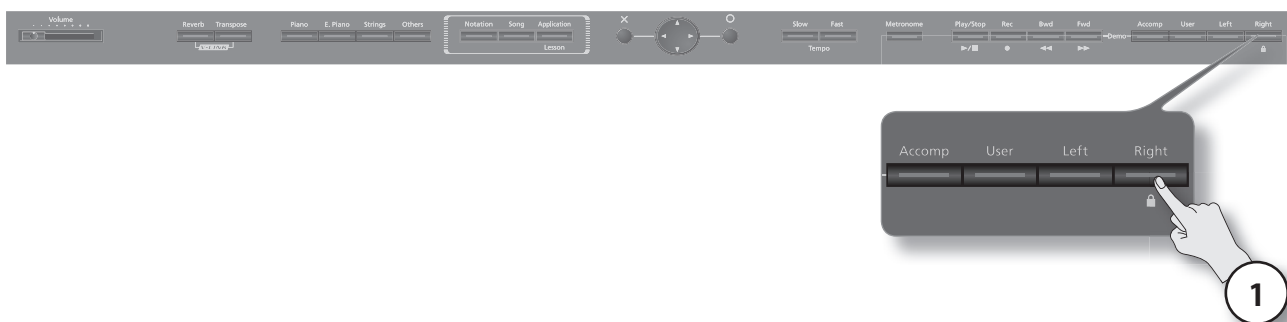 Volume
Reverb Transpose
Piano E. Piano Strings Others
Notation Song Application
Lesson
Slow Fast
Tempo
Metronome Play/Stop Rec Bwd Fwd
Demo
Accomp User Left Right
Accomp User Left Right
1